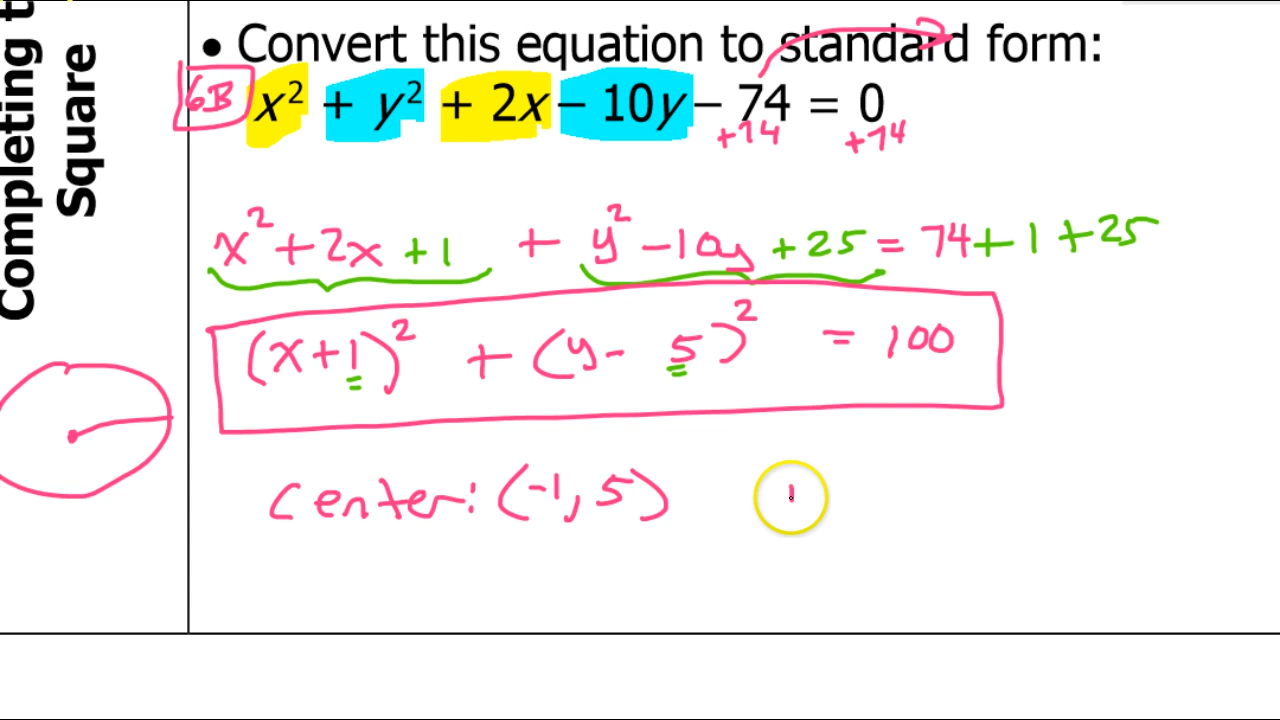 Completing t
Square
• Convert this equation to standard form:
6B x² + y² + 2x – 10y – 74 = 0
+74 +74
x² + 2x + 1 + y² – 10y + 25 = 74 + 1 + 25
(x + 1)² + (y - 5)² = 100
center: (-1, 5)